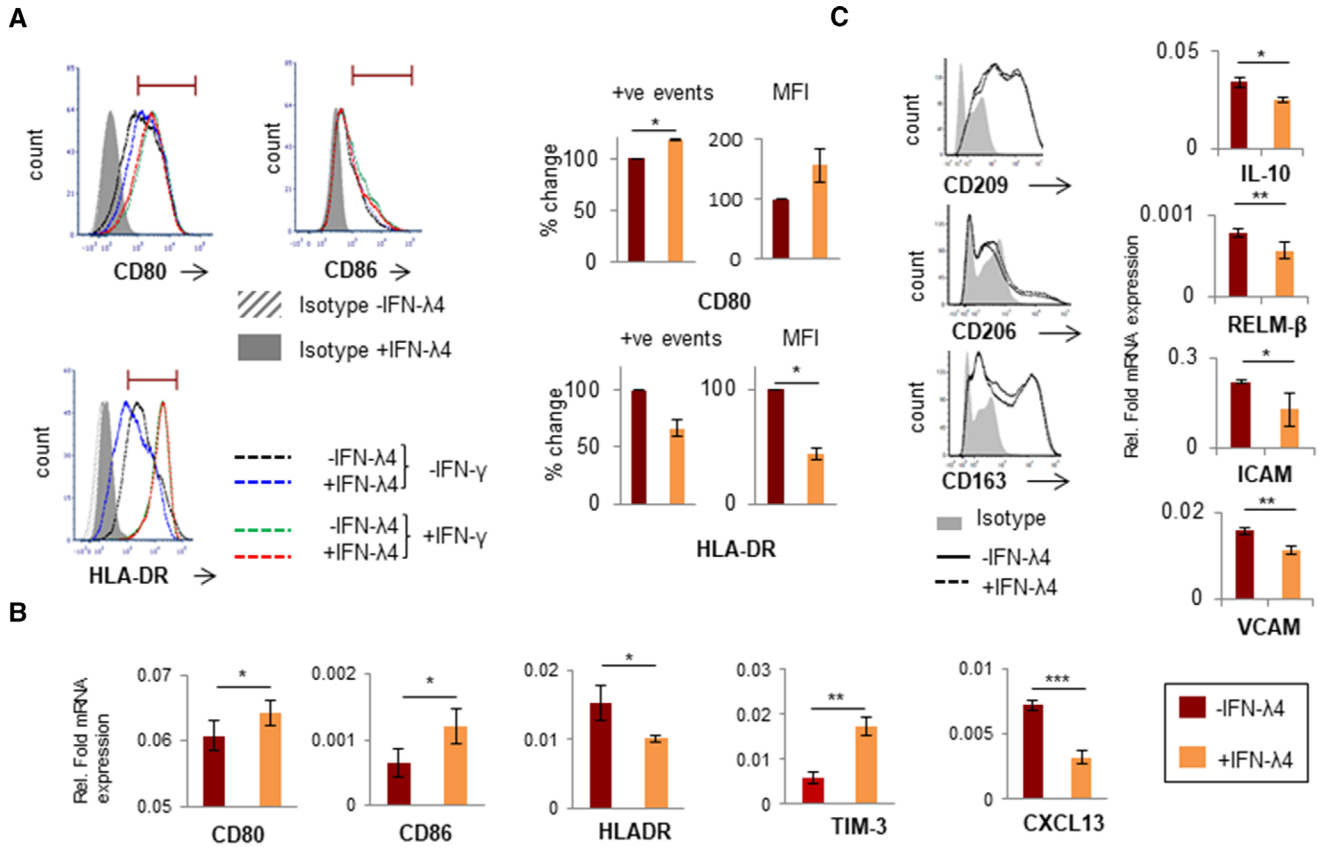 A
C
count
CD80
count
CD86
Isotype -IFN-λ4
Isotype +IFN-λ4
count
HLA-DR
-IFN-λ4
+IFN-λ4
-IFN-γ
-IFN-λ4
+IFN-λ4
+IFN-γ
+ve events
MFI
% change
100
50
0
*
200
100
0
CD80
+ve events
MFI
% change
100
50
0
100
50
0
*
HLA-DR
count
CD209
count
CD206
count
CD163
Isotype
-IFN-λ4
+IFN-λ4
Rel. Fold mRNA expression
0.05
0
*
IL-10
0.001
0
**
RELM-β
0.3
0
*
ICAM
0.02
0
**
VCAM
B
Rel. Fold mRNA
expression
0.07
0.06
0.05
*
CD80
0.002
0.001
0
*
CD86
0.02
0.01
0
*
HLADR
0.03
0.02
0.01
0
**
TIM-3
0.01
0.005
0
***
CXCL13
-IFN-λ4
+IFN-λ4